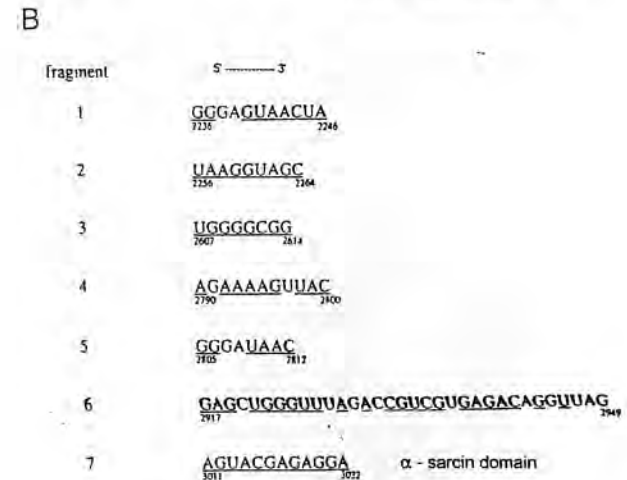 B
fragment 5' ---------- 3'
1 GGGAGUAACUA
2236 2246
2 UAAGGUAGC
2256 2264
3 UGGGGCGG
2607 2614
4 AGAAAAGUUAC
2790 2800
5 GGGAUAAC
2805 2812
6 GAGCUGGGUUUAGACCGUCGUGAGACAGGUUAG
2917 2949
7 AGUACGAGAGGA α - sarcin domain
3011 3022